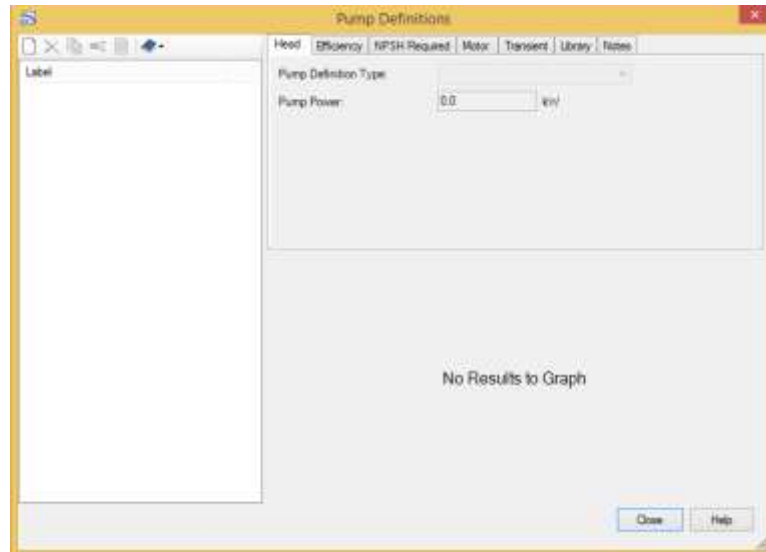 Pump Definitions
Head Efficiency NPSH Required Motor Transient Library Notes
Label
Pump Definition Type:
Pump Power: 0.0 kW
No Results to Graph
Close Help